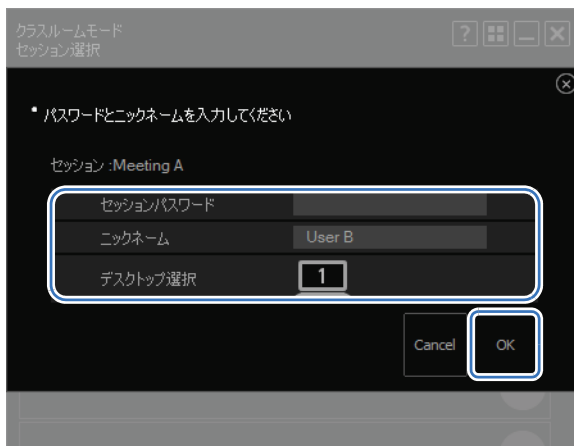 クラスルームモード
セッション選択
パスワードとニックネームを入力してください
セッション :Meeting A
セッションパスワード
ニックネーム User B
デスクトップ選択 1
Cancel OK